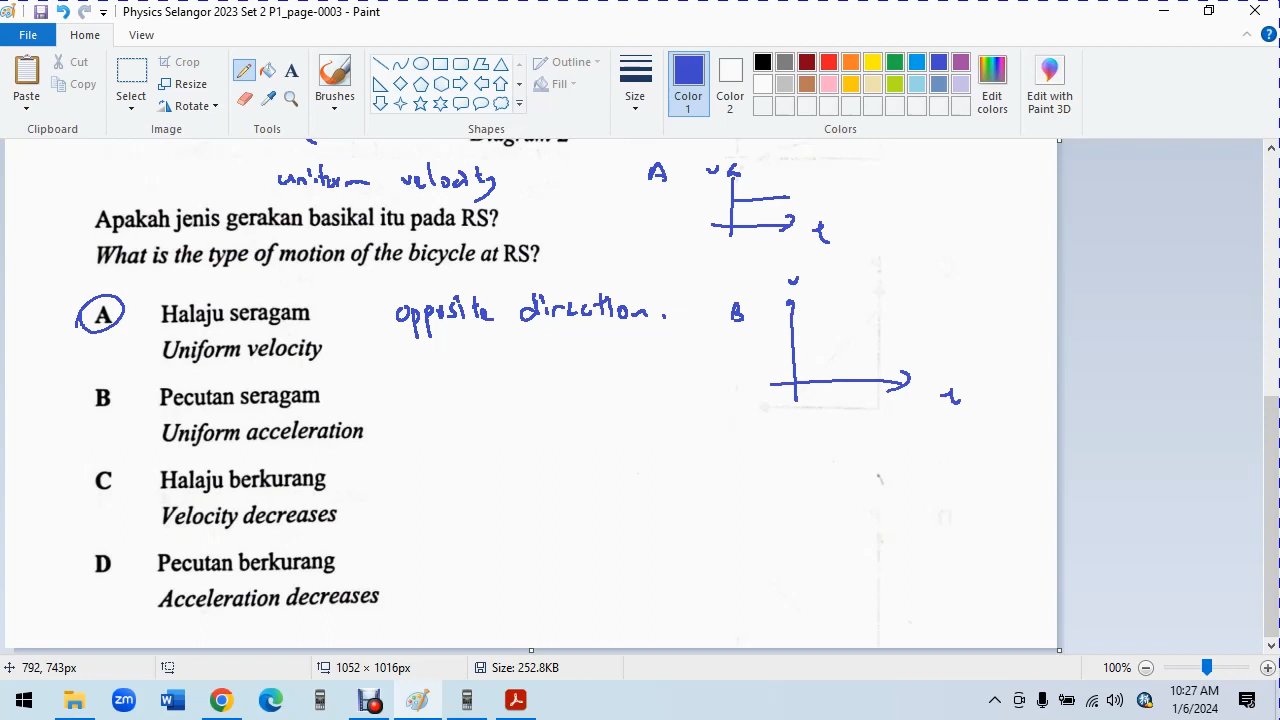 Physics Selangor 2023 Set 2 P1_page-0003 - Paint
File Home View
Paste Cut Copy Select Crop Resize Rotate Brushes Size Outline Fill Color 1 Color 2 Edit colors Edit with Paint 3D
Clipboard Image Tools Shapes Colors
Diagram 2
uniform velocity
A v t
Apakah jenis gerakan basikal itu pada RS?
What is the type of motion of the bicycle at RS?
A Halaju seragam opposite direction.
Uniform velocity
B v t
B Pecutan seragam
Uniform acceleration
C Halaju berkurang
Velocity decreases
D Pecutan berkurang
Acceleration decreases
792, 743px 1052 × 1016px Size: 252.8KB 100%
zm W A 10:27 AM
1/6/2024